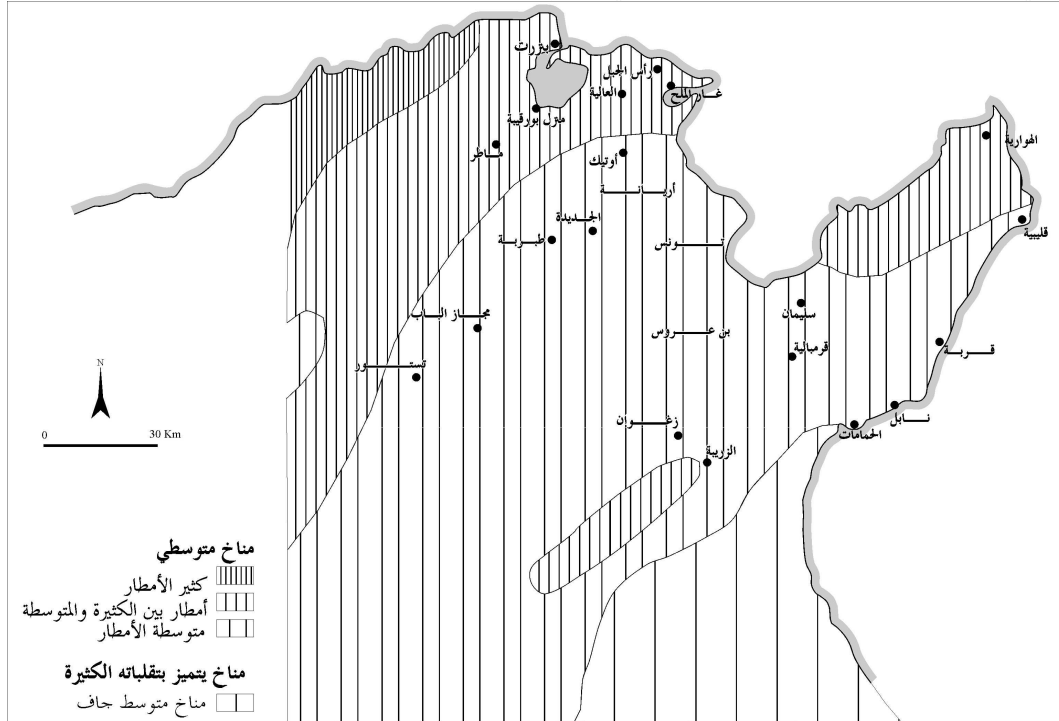 بنزرت
رأس الجبل
غار الملح
العالية
منزل بورقيبة
ماطر
أوتيك
أريانة
الهوارية
قليبية
الجديدة
طبربة
تونس
سليمان
مجاز الباب
بن عروس
قرمبالية
قربة
تستور
نابل
الحمامات
زغوان
الزريبة
N
0 30 Km
مناخ متوسطي
كثير الأمطار
أمطار بين الكثيرة والمتوسطة
متوسطة الأمطار
مناخ يتميز بتقلباته الكثيرة
مناخ متوسط جاف